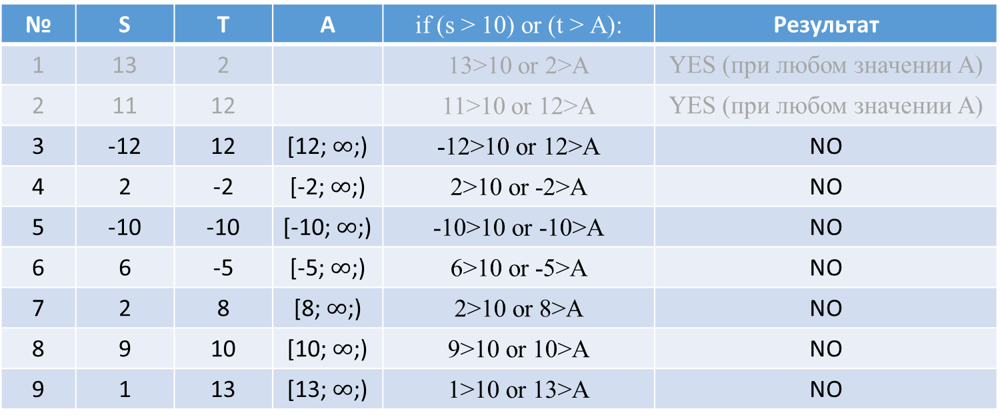 № S T A if (s > 10) or (t > A): Результат
1 13 2 13>10 or 2>A YES (при любом значении A)
2 11 12 11>10 or 12>A YES (при любом значении A)
3 -12 12 [12; ∞;) -12>10 or 12>A NO
4 2 -2 [-2; ∞;) 2>10 or -2>A NO
5 -10 -10 [-10; ∞;) -10>10 or -10>A NO
6 6 -5 [-5; ∞;) 6>10 or -5>A NO
7 2 8 [8; ∞;) 2>10 or 8>A NO
8 9 10 [10; ∞;) 9>10 or 10>A NO
9 1 13 [13; ∞;) 1>10 or 13>A NO